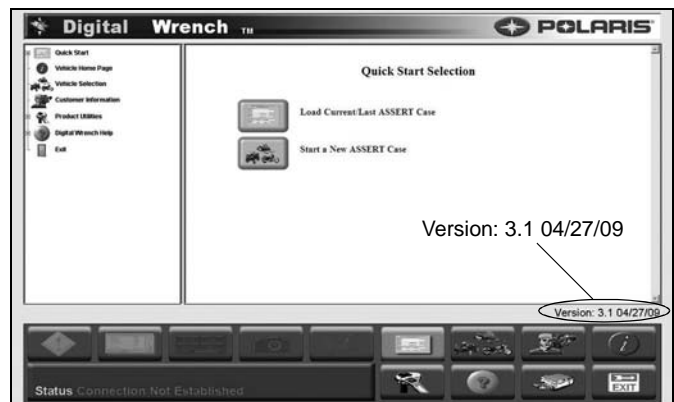 Digital Wrench TM
POLARIS
Quick Start
Vehicle Home Page
Vehicle Selection
Customer Information
Product Utilities
Digital Wrench Help
Exit
Quick Start Selection
Load Current/Last ASSERT Case
Start a New ASSERT Case
Version: 3.1 04/27/09
Version: 3.1 04/27/09
Status Connection Not Established
EXIT